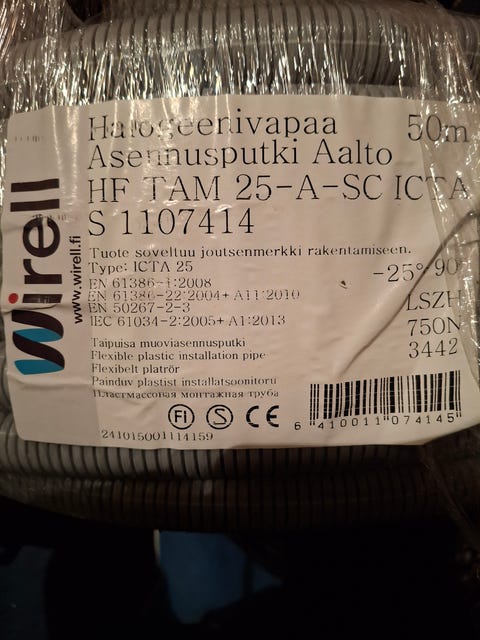 Halogeenivapaa 50m
Asennusputki Aalto
HF TAM 25-A-SC ICTA
S 1107414
Tuote soveltuu joutsenmerkki rakentamiseen.
Type: ICTA 25 -25°-90°
EN 61386-1:2008
EN 61386-22:2004+ A11:2010 LSZH
EN 50267-2-3
IEC 61034-2:2005+ A1:2013 750N
3442
Taipuisa muoviasennusputki
Flexible plastic installation pipe
Flexibelt platrör
Painduv plastist installatsoonitoru
Пластмассовая монтажная труба
FI S CE
6 410011 074145
241015001114159
Wirell
www.wirell.fi